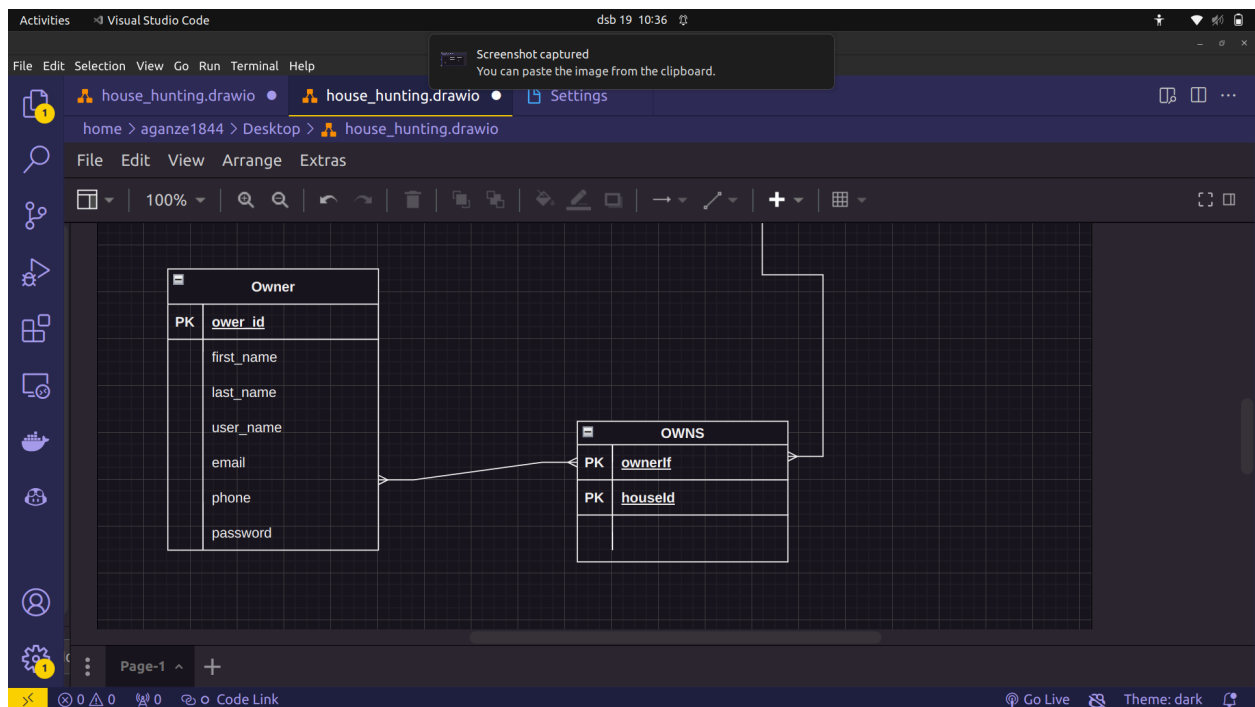 Activities Visual Studio Code dsb 19 10:36
Screenshot captured
You can paste the image from the clipboard.
File Edit Selection View Go Run Terminal Help
house_hunting.drawio house_hunting.drawio Settings
home > aganze1844 > Desktop > house_hunting.drawio
File Edit View Arrange Extras
100%
Owner
PK ower_id
first_name
last_name
user_name
email
phone
password
OWNS
PK ownerIf
PK houseId
1
1
Page-1
0 0 0 Code Link Go Live Theme: dark